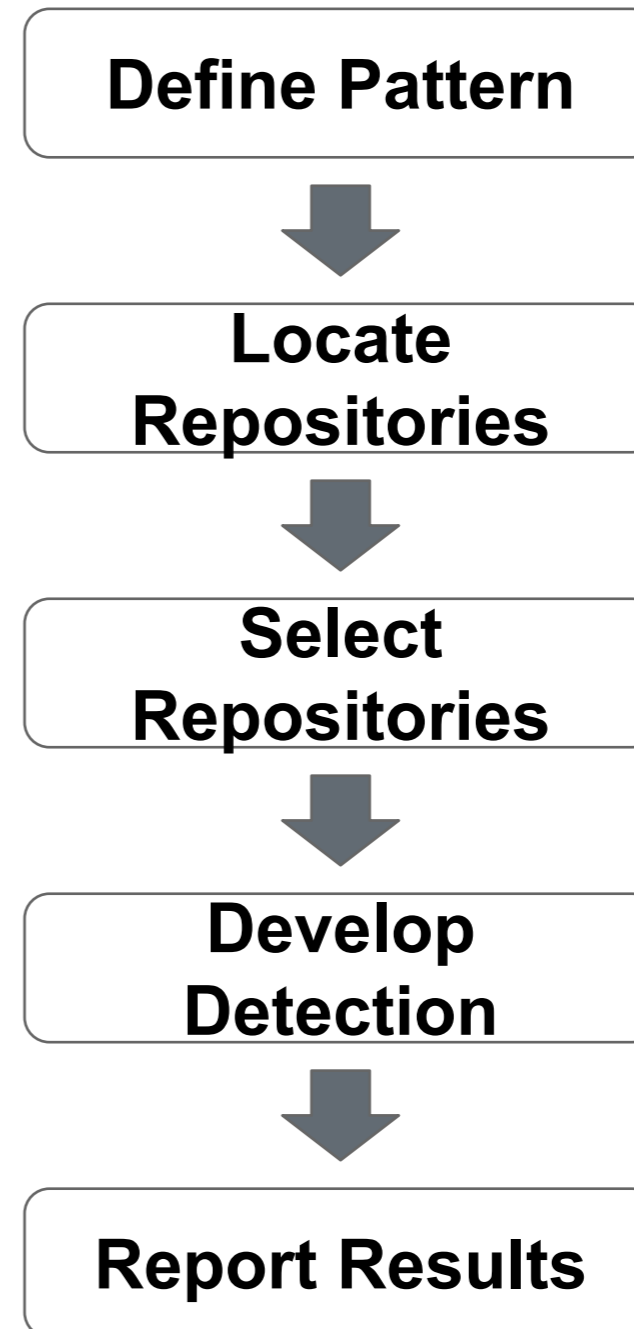 Define Pattern
Locate
Repositories
Select
Repositories
Develop
Detection
Report Results